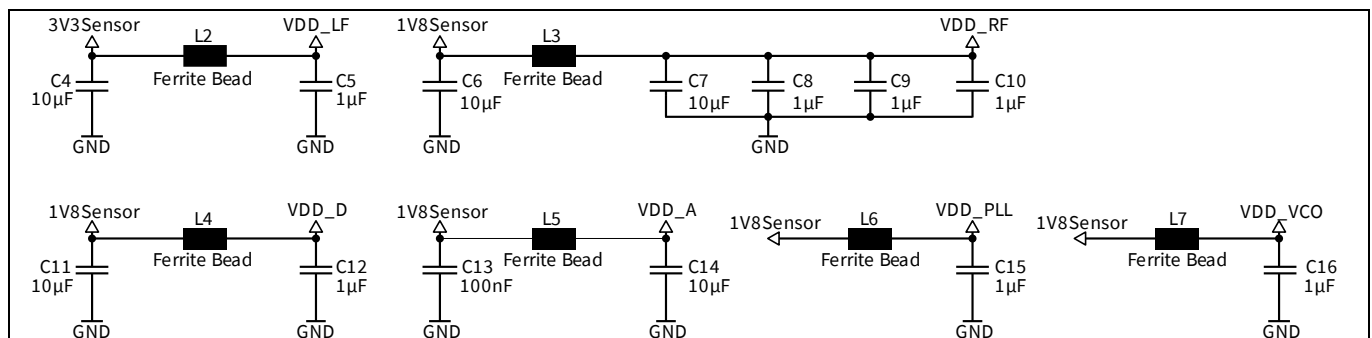 3V3Sensor
L2
VDD_LF
C4
10µF
Ferrite Bead
C5
1µF
GND
GND
1V8Sensor
L3
VDD_RF
C6
10µF
Ferrite Bead
C7
10µF
C8
1µF
C9
1µF
C10
1µF
GND
GND
1V8Sensor
L4
VDD_D
C11
10µF
Ferrite Bead
C12
1µF
GND
GND
1V8Sensor
L5
VDD_A
C13
100nF
Ferrite Bead
C14
10µF
GND
GND
1V8Sensor
L6
VDD_PLL
Ferrite Bead
C15
1µF
GND
1V8Sensor
L7
VDD_VCO
Ferrite Bead
C16
1µF
GND